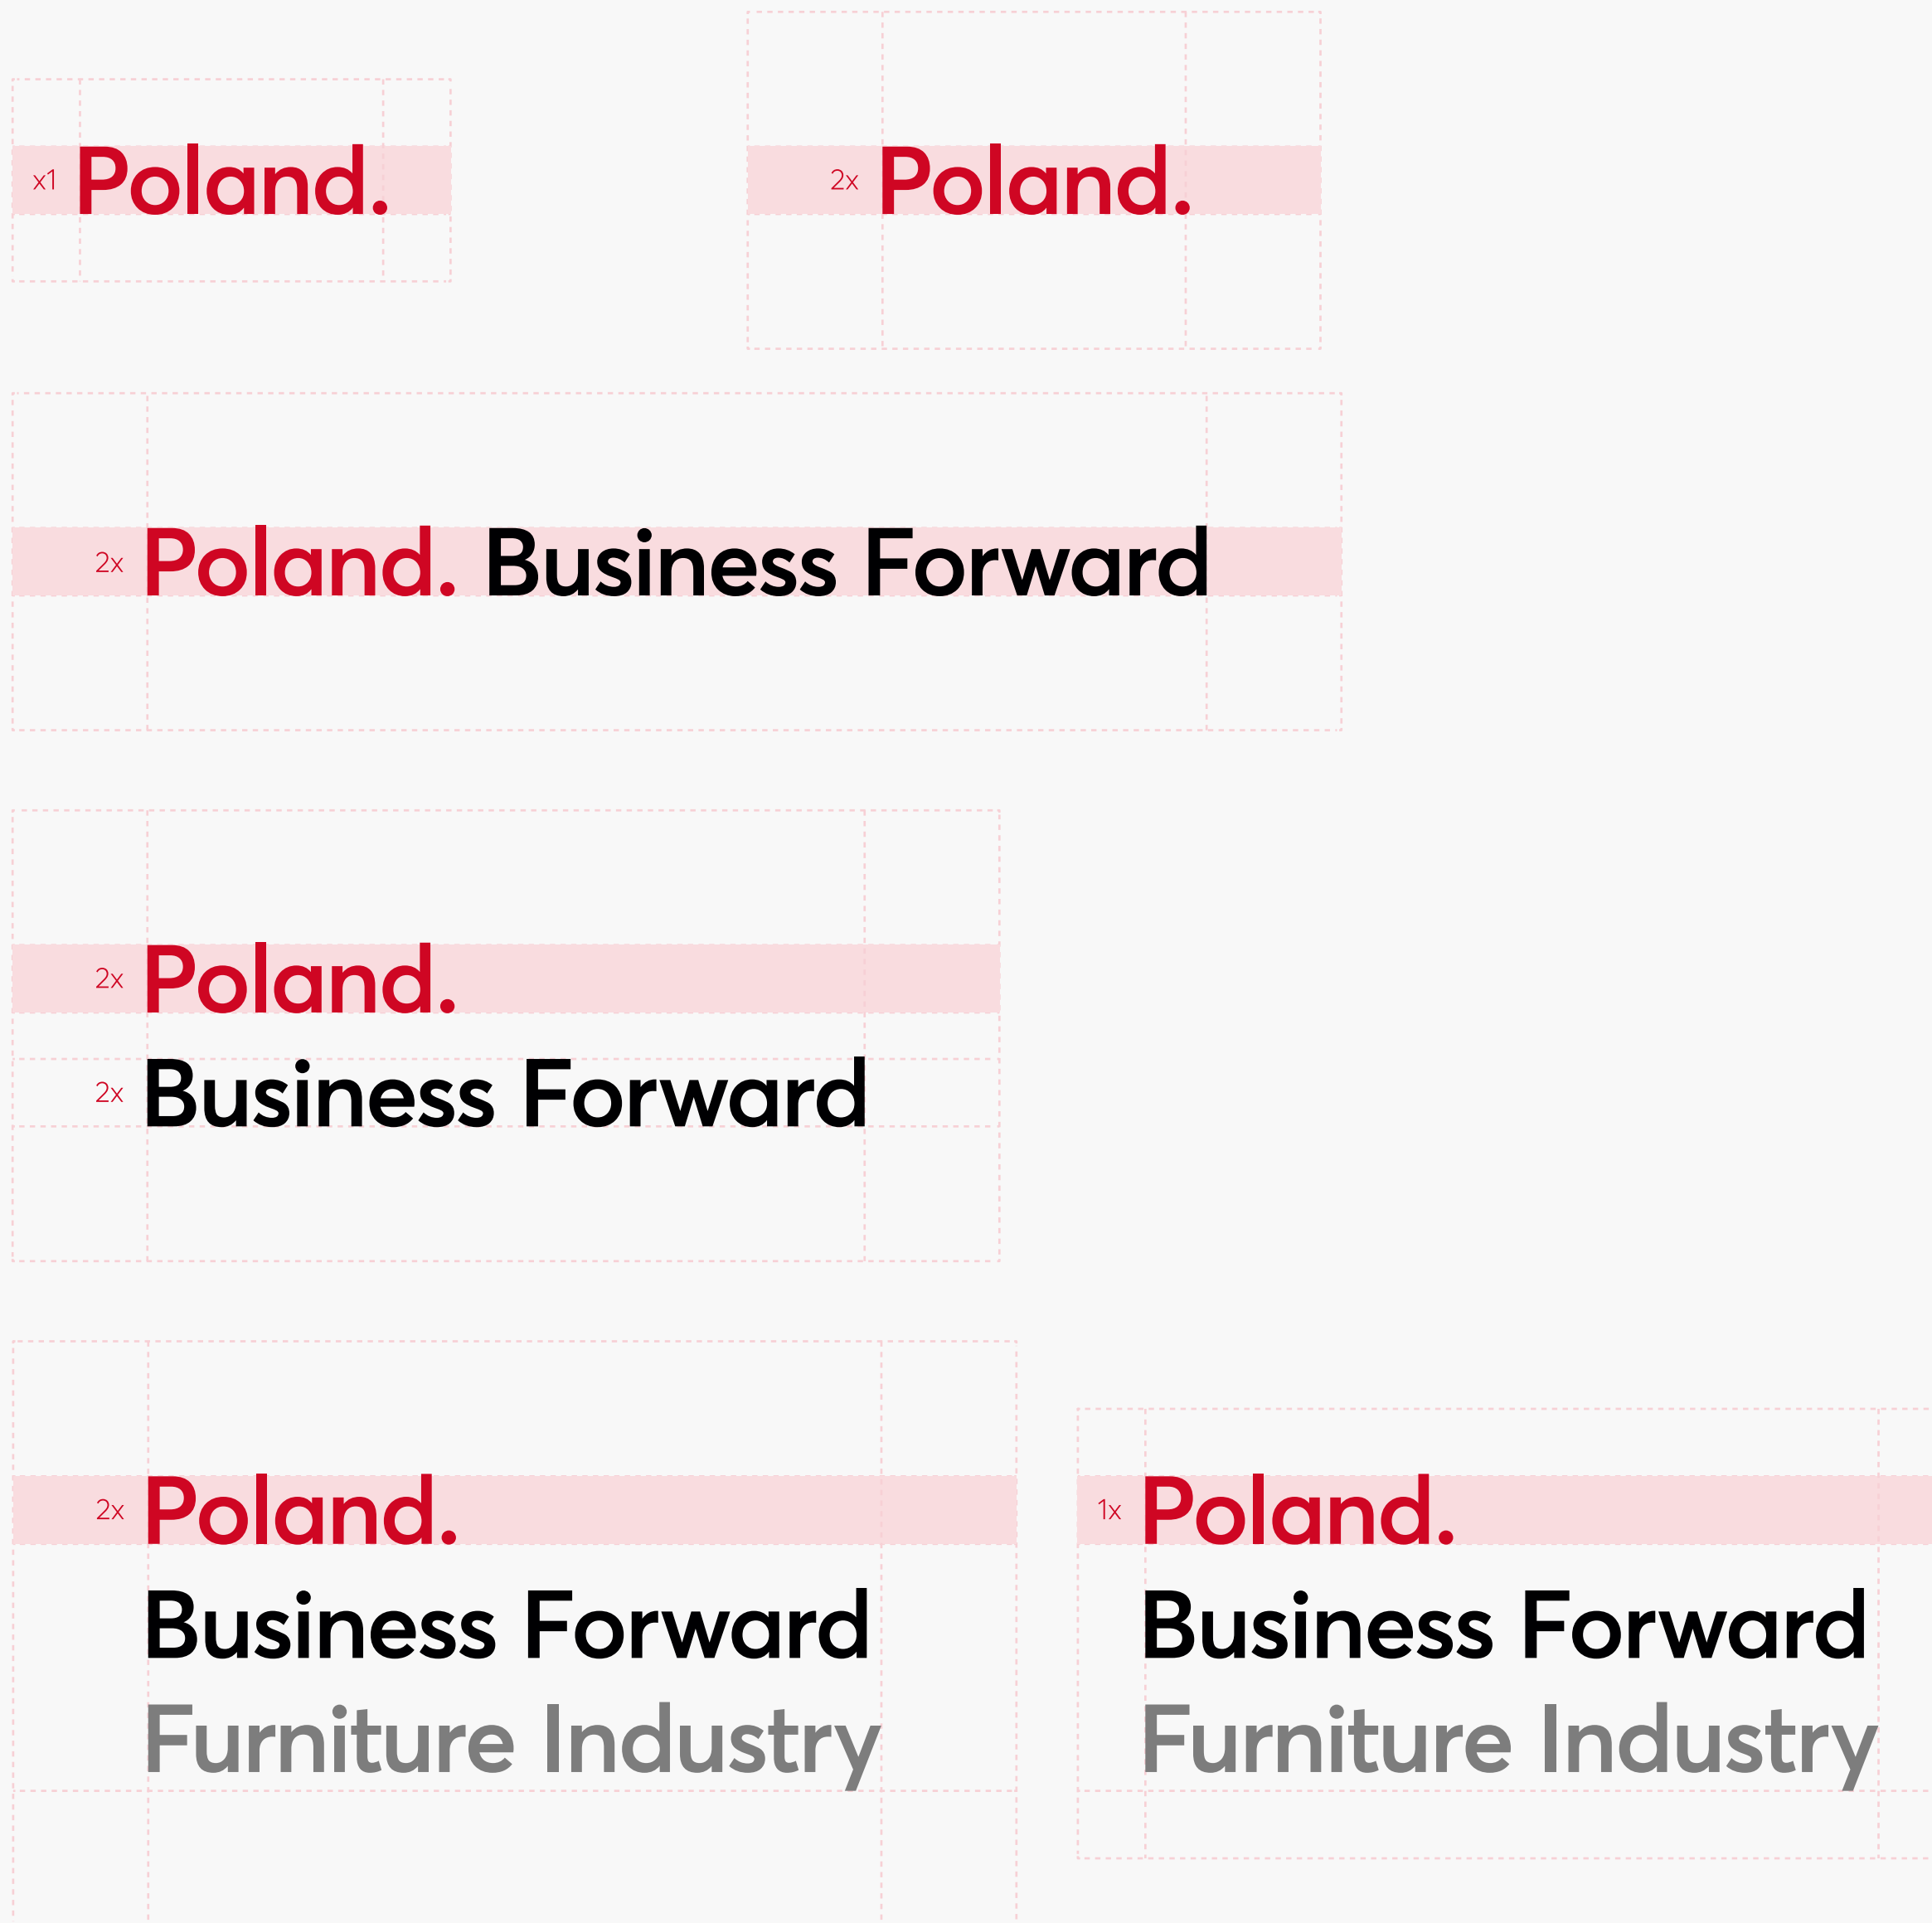 x1 Poland.
2x Poland.
2x Poland. Business Forward
2x Poland.
2x Business Forward
2x Poland.
Business Forward
Furniture Industry
1x Poland.
Business Forward
Furniture Industry